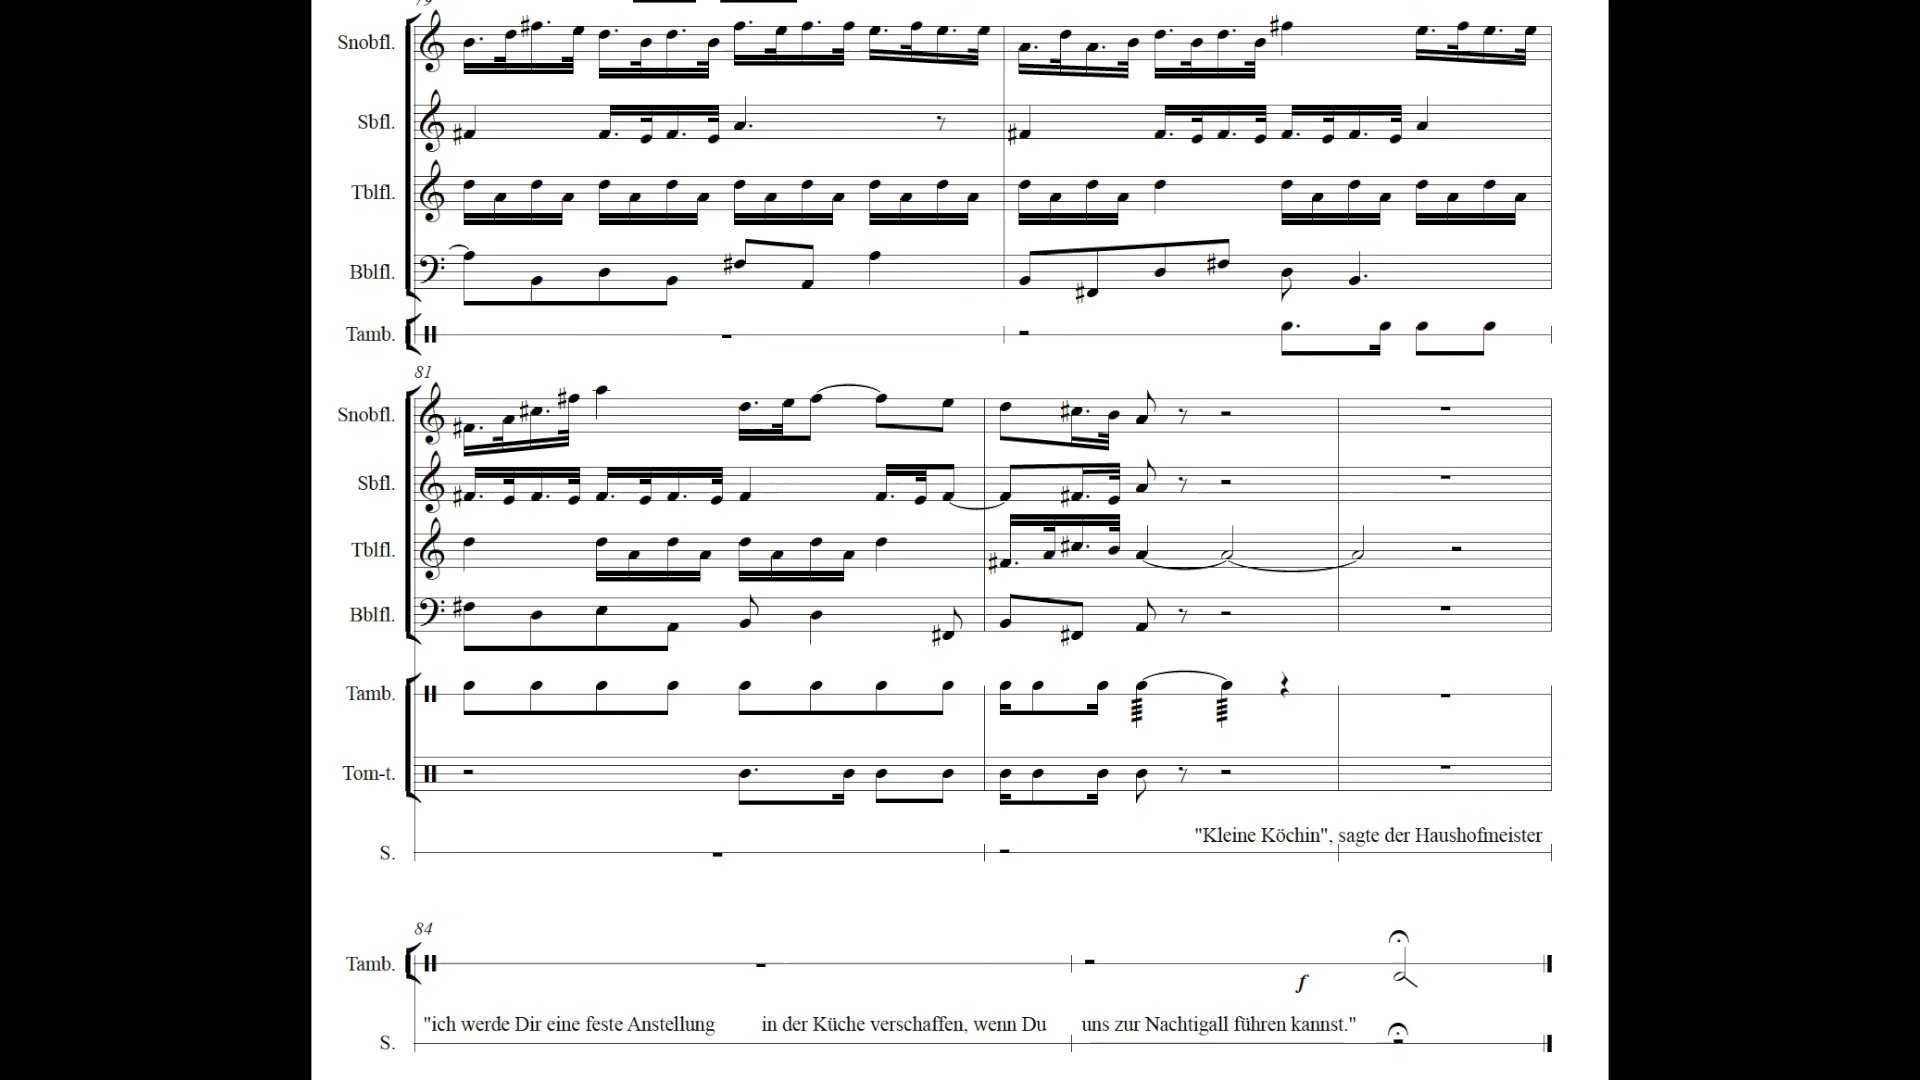 79
Snobfl.
Sbfl.
Tblfl.
Bblfl.
Tamb.
81
Snobfl.
Sbfl.
Tblfl.
Bblfl.
Tamb.
Tom-t.
"Kleine Köchin", sagte der Haushofmeister
S.
84
Tamb.
f
"ich werde Dir eine feste Anstellung in der Küche verschaffen, wenn Du uns zur Nachtigall führen kannst."
S.